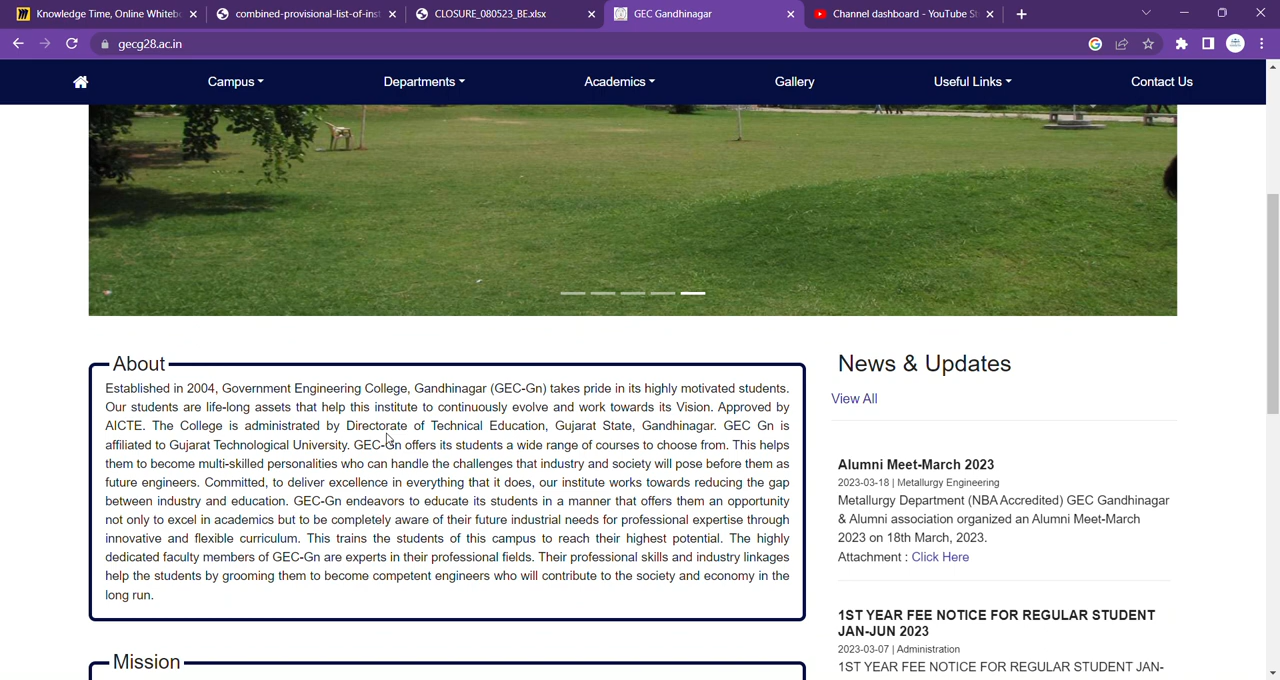 Knowledge Time, Online Whiteb
combined-provisional-list-of-inst
CLOSURE_080523_BE.xlsx
GEC Gandhinagar
Channel dashboard - YouTube St
gecg28.ac.in
Campus
Departments
Academics
Gallery
Useful Links
Contact Us
About
Established in 2004, Government Engineering College, Gandhinagar (GEC-Gn) takes pride in its highly motivated students.
Our students are life-long assets that help this institute to continuously evolve and work towards its Vision. Approved by
AICTE. The College is administrated by Directorate of Technical Education, Gujarat State, Gandhinagar. GEC Gn is
affiliated to Gujarat Technological University. GEC-Gn offers its students a wide range of courses to choose from. This helps
them to become multi-skilled personalities who can handle the challenges that industry and society will pose before them as
future engineers. Committed, to deliver excellence in everything that it does, our institute works towards reducing the gap
between industry and education. GEC-Gn endeavors to educate its students in a manner that offers them an opportunity
not only to excel in academics but to be completely aware of their future industrial needs for professional expertise through
innovative and flexible curriculum. This trains the students of this campus to reach their highest potential. The highly
dedicated faculty members of GEC-Gn are experts in their professional fields. Their professional skills and industry linkages
help the students by grooming them to become competent engineers who will contribute to the society and economy in the
long run.
Mission
News & Updates
View All
Alumni Meet-March 2023
2023-03-18 | Metallurgy Engineering
Metallurgy Department (NBA Accredited) GEC Gandhinagar
& Alumni association organized an Alumni Meet-March
2023 on 18th March, 2023.
Attachment : Click Here
1ST YEAR FEE NOTICE FOR REGULAR STUDENT
JAN-JUN 2023
2023-03-07 | Administration
1ST YEAR FEE NOTICE FOR REGULAR STUDENT JAN-